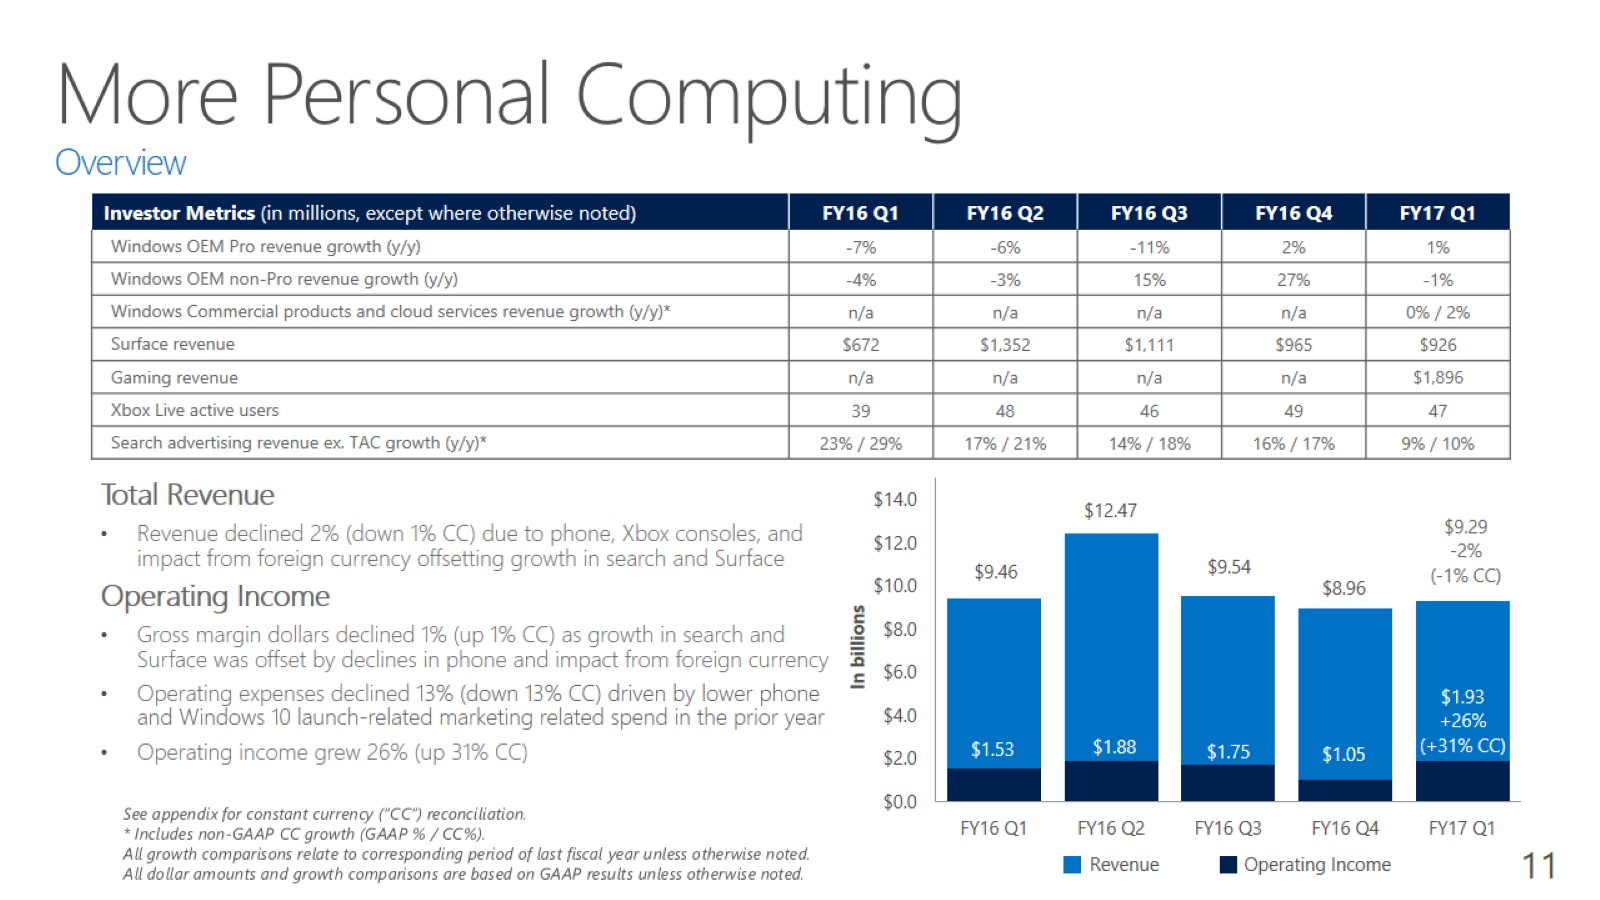 More Personal Computing
Overview
Investor Metrics (in millions, except where otherwise noted) FY16 Q1 FY16 Q2 FY16 Q3 FY16 Q4 FY17 Q1
Windows OEM Pro revenue growth (y/y) -7% -6% -11% 2% 1%
Windows OEM non-Pro revenue growth (y/y) -4% -3% 15% 27% -1%
Windows Commercial products and cloud services revenue growth (y/y)* n/a n/a n/a n/a 0% / 2%
Surface revenue $672 $1,352 $1,111 $965 $926
Gaming revenue n/a n/a n/a n/a $1,896
Xbox Live active users 39 48 46 49 47
Search advertising revenue ex. TAC growth (y/y)* 23% / 29% 17% / 21% 14% / 18% 16% / 17% 9% / 10%
Total Revenue
• Revenue declined 2% (down 1% CC) due to phone, Xbox consoles, and
impact from foreign currency offsetting growth in search and Surface
Operating Income
• Gross margin dollars declined 1% (up 1% CC) as growth in search and
Surface was offset by declines in phone and impact from foreign currency
• Operating expenses declined 13% (down 13% CC) driven by lower phone
and Windows 10 launch-related marketing related spend in the prior year
• Operating income grew 26% (up 31% CC)
See appendix for constant currency ("CC") reconciliation.
* Includes non-GAAP CC growth (GAAP % / CC%).
All growth comparisons relate to corresponding period of last fiscal year unless otherwise noted.
All dollar amounts and growth comparisons are based on GAAP results unless otherwise noted.
In billions
$14.0
$12.0
$10.0
$8.0
$6.0
$4.0
$2.0
$0.0
$9.46
$12.47
$9.54
$8.96
$9.29
-2%
(-1% CC)
$1.53
$1.88
$1.75
$1.05
$1.93
+26%
(+31% CC)
FY16 Q1 FY16 Q2 FY16 Q3 FY16 Q4 FY17 Q1
Revenue Operating Income
11